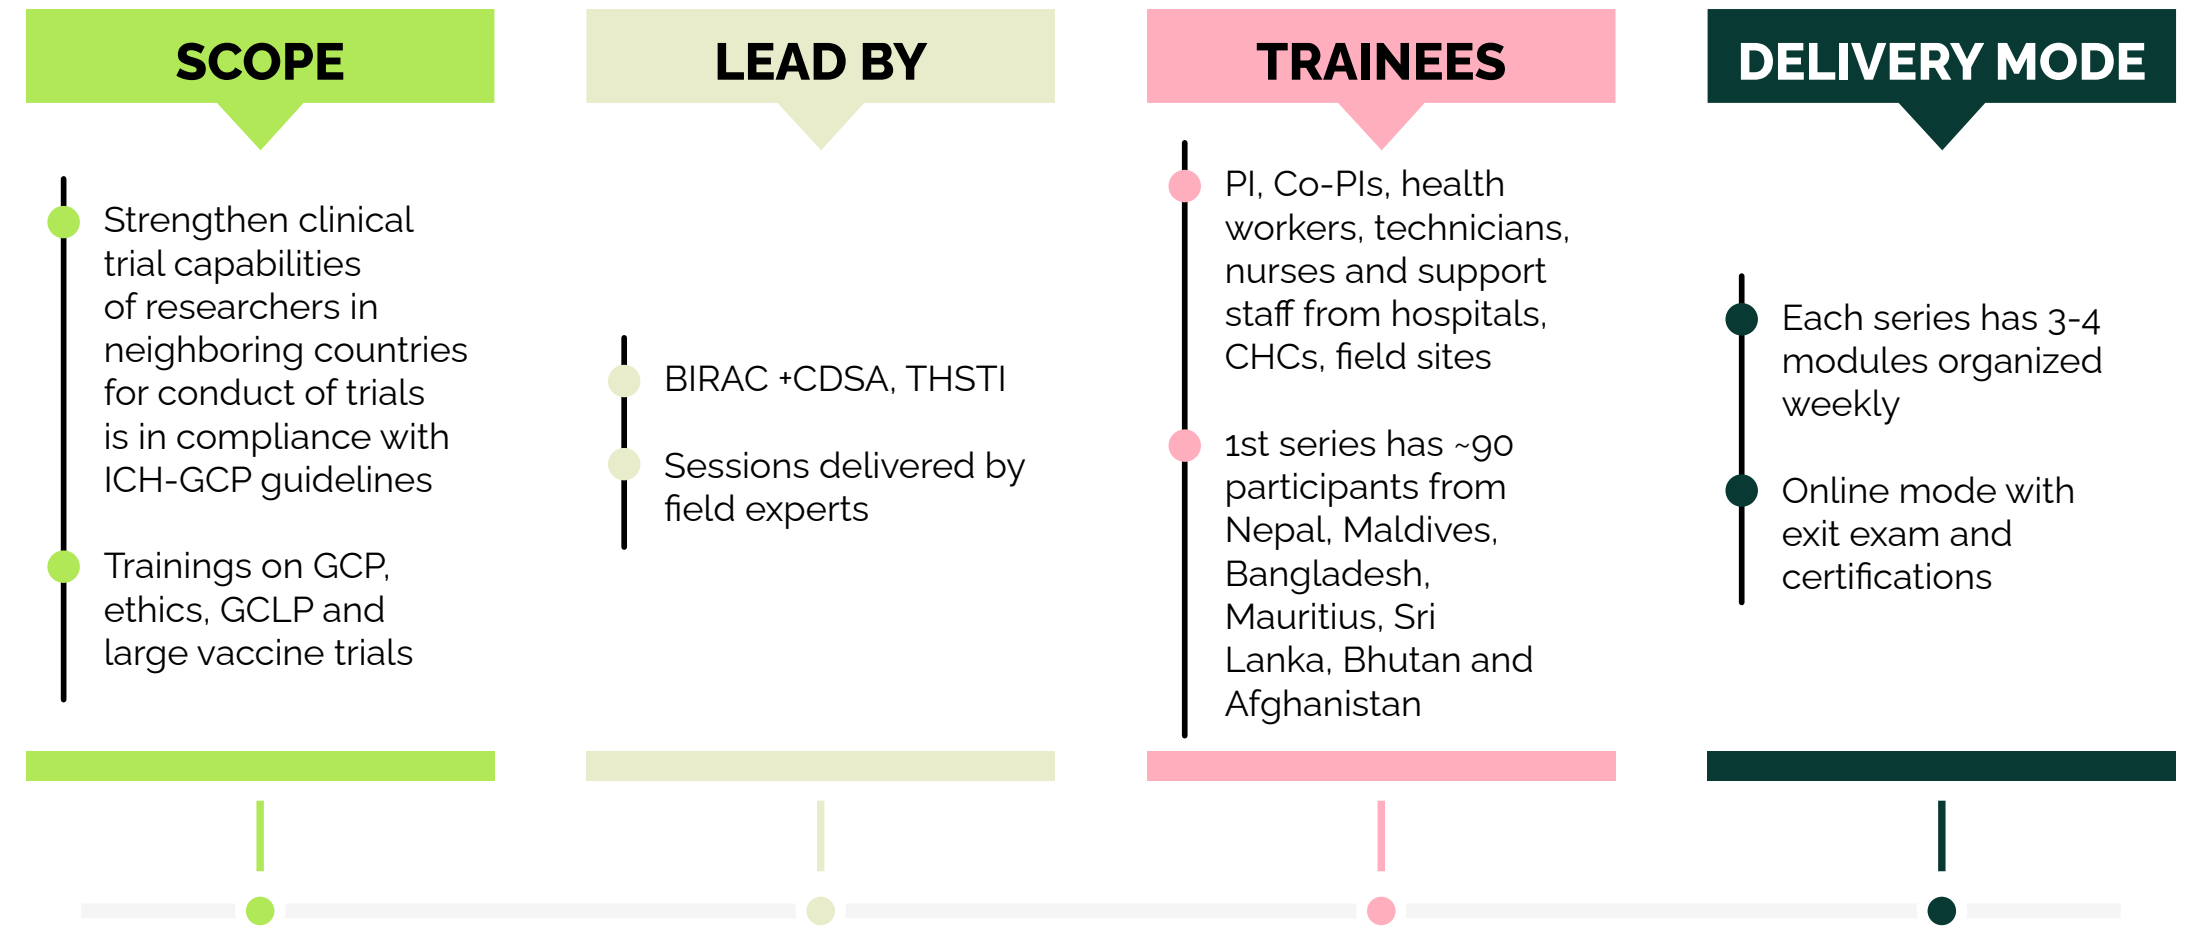 SCOPE
Strengthen clinical
trial capabilities
of researchers in
neighboring countries
for conduct of trials
is in compliance with
ICH-GCP guidelines
Trainings on GCP,
ethics, GCLP and
large vaccine trials
LEAD BY
BIRAC +CDSA, THSTI
Sessions delivered by
field experts
TRAINEES
PI, Co-PIs, health
workers, technicians,
nurses and support
staff from hospitals,
CHCs, field sites
1st series has ~90
participants from
Nepal, Maldives,
Bangladesh,
Mauritius, Sri
Lanka, Bhutan and
Afghanistan
DELIVERY MODE
Each series has 3-4
modules organized
weekly
Online mode with
exit exam and
certifications